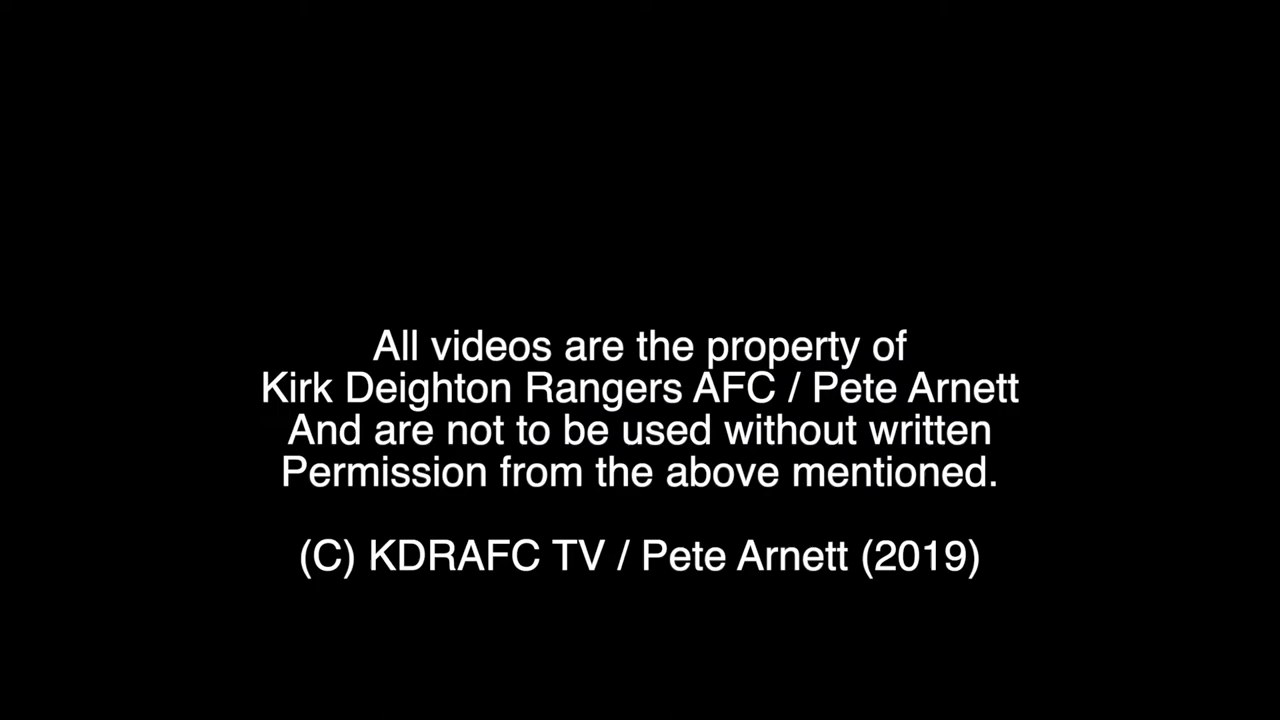 All videos are the property of
Kirk Deighton Rangers AFC / Pete Arnett
And are not to be used without written
Permission from the above mentioned.
(C) KDRAFC TV / Pete Arnett (2019)